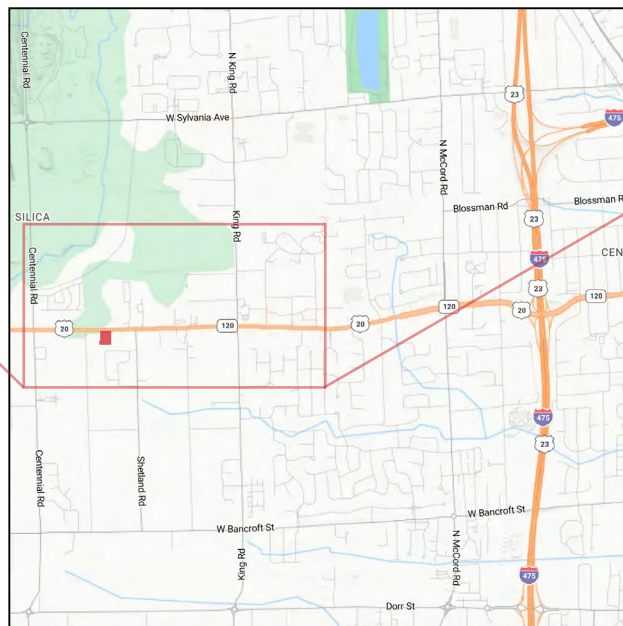 Centennial Rd
N King Rd
23
475
W Sylvania Ave
N McCord Rd
Blossman Rd
Blossman R
SILICA
King Rd
23
CEN
Centennial Rd
475
23
120
120
20
20
120
20
475
23
Centennial Rd
Shetland Rd
W Bancroft St
W Bancroft St
King Rd
N McCord Rd
475
Dorr St